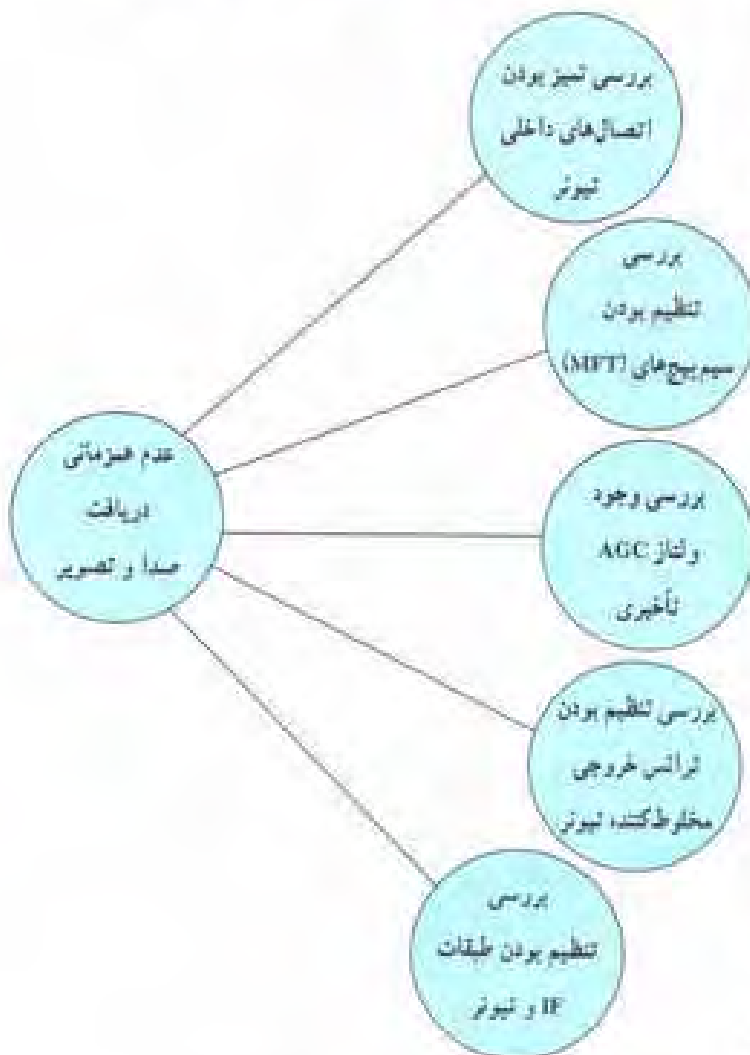 بررسی تمیز بودن
اتصال‌های داخلی
تیونر
بررسی
تنظیم بودن
سیم‌پیچ‌های (MFT)
بررسی وجود
ولتاژ AGC
تأخیری
بررسی تنظیم بودن
ترانس خروجی
مخلوط‌کننده تیونر
بررسی
تنظیم بودن طبقات
IF و تیونر
عدم همزمانی
دریافت
صدا و تصویر